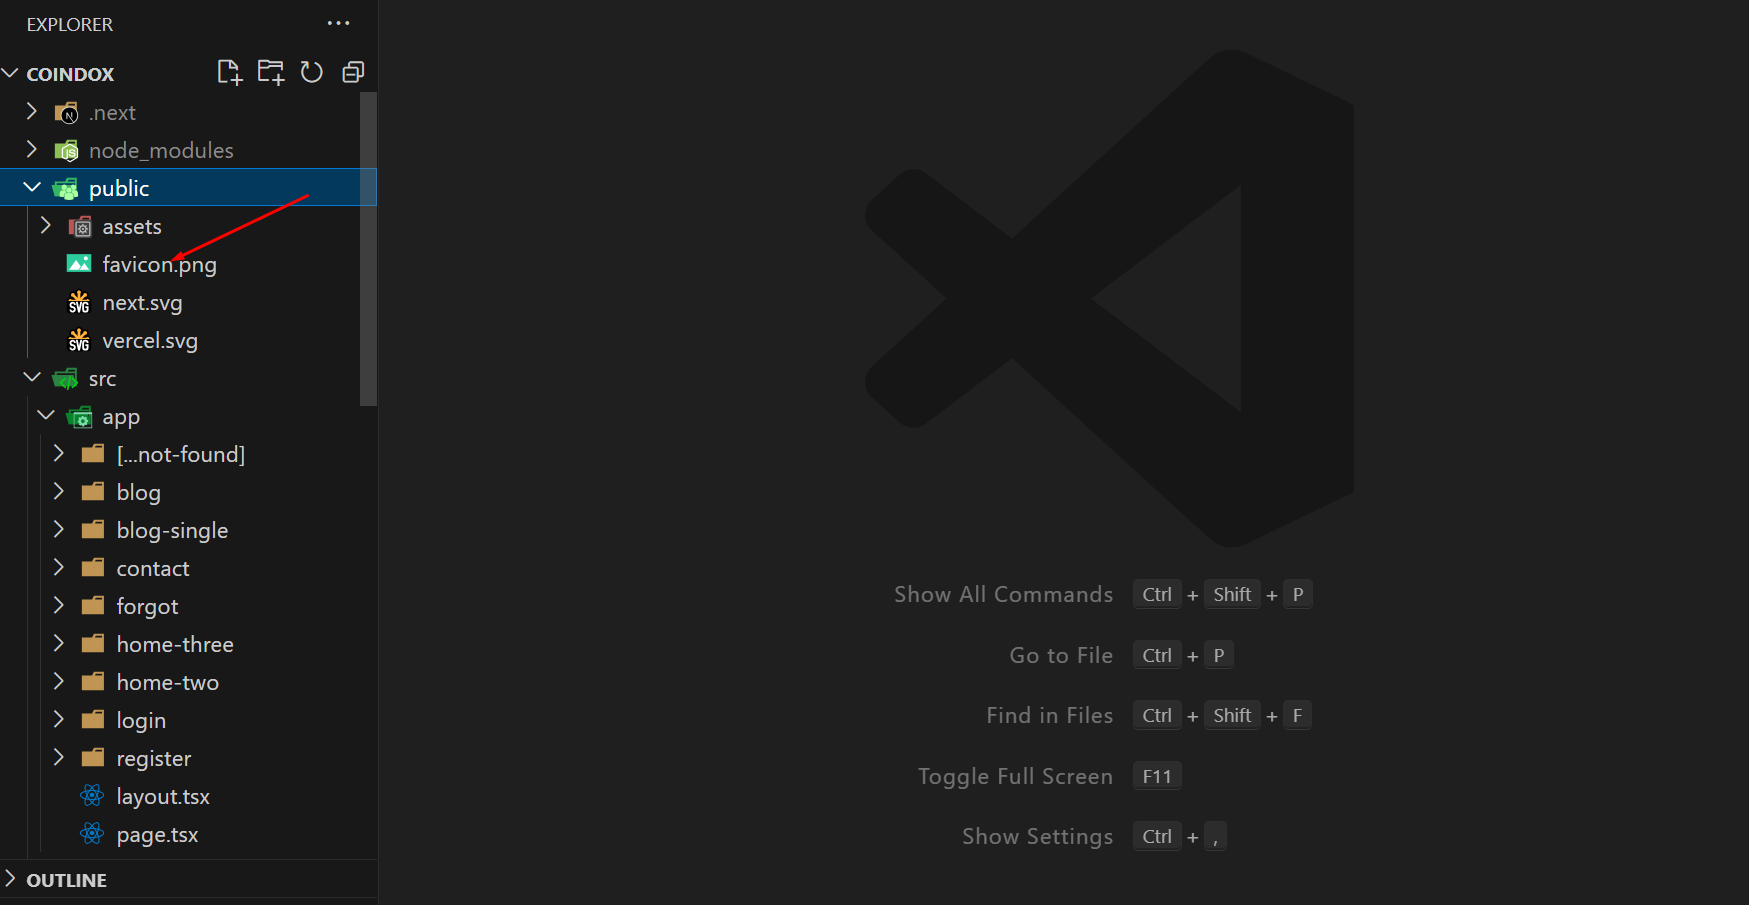 EXPLORER
COINDOX
.next
node_modules
public
assets
favicon.png
next.svg
vercel.svg
src
app
[...not-found]
blog
blog-single
contact
forgot
home-three
home-two
login
register
layout.tsx
page.tsx
OUTLINE
Show All Commands Ctrl + Shift + P
Go to File Ctrl + P
Find in Files Ctrl + Shift + F
Toggle Full Screen F11
Show Settings Ctrl + ,